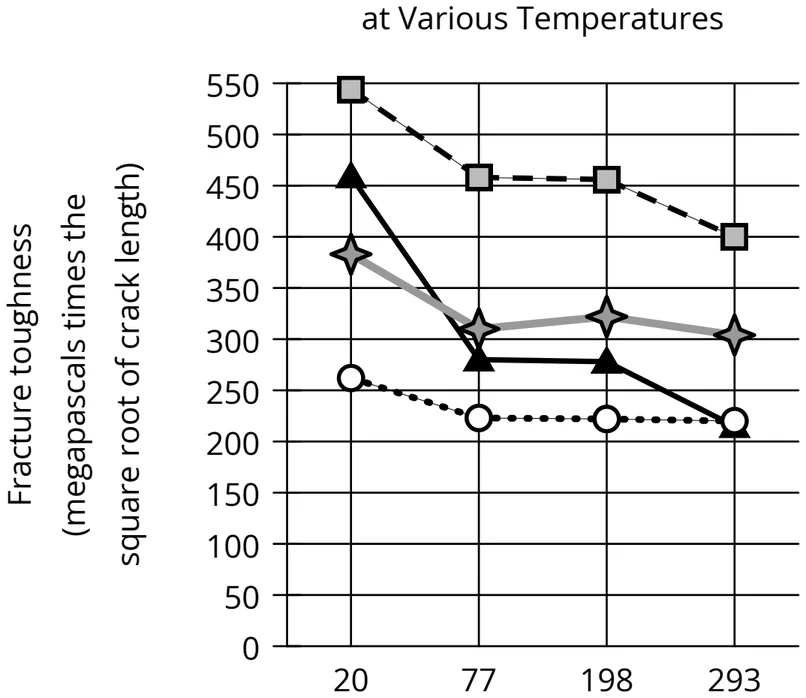 at Various Temperatures
Fracture toughness
(megapascals times the
square root of crack length)
550
500
450
400
350
300
250
200
150
100
50
0
20 77 198 293